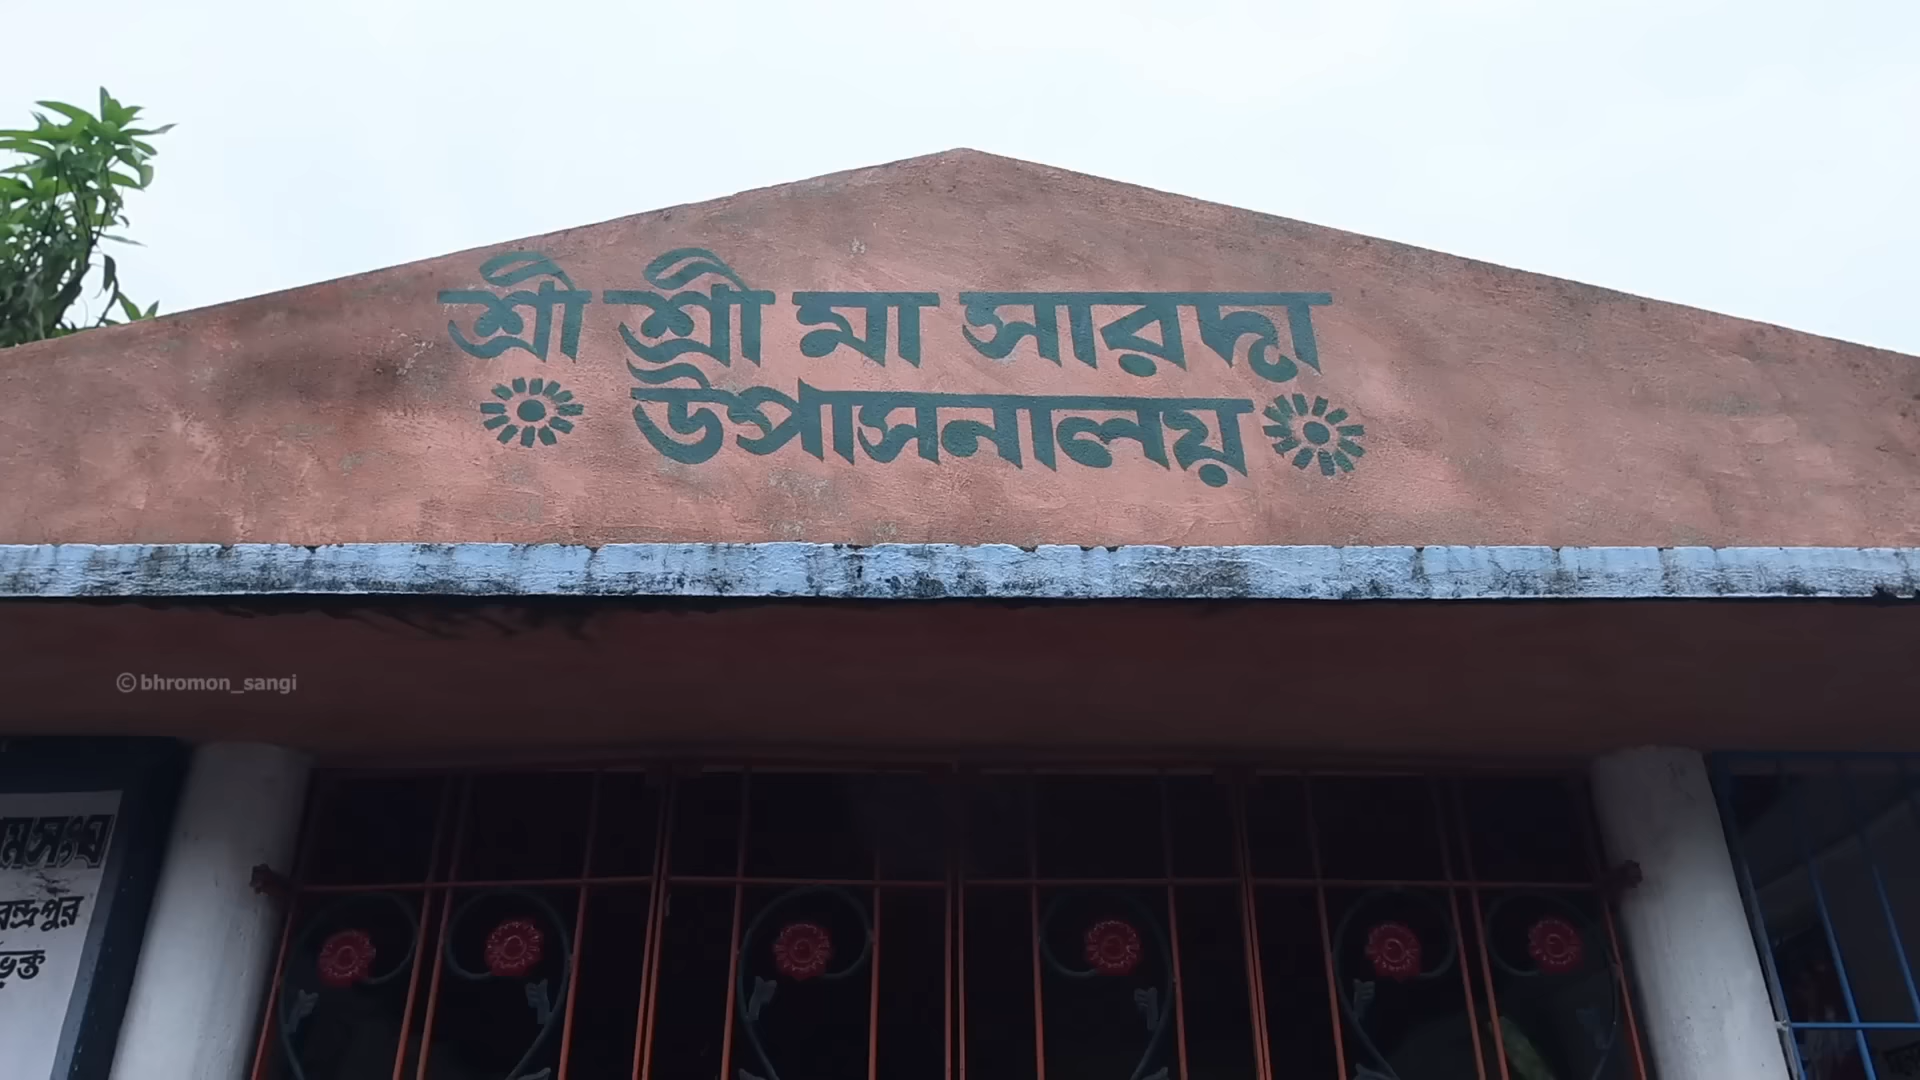 শ্রী শ্রী মা সারদা
উপাসনালয়
©bhromon_sangi